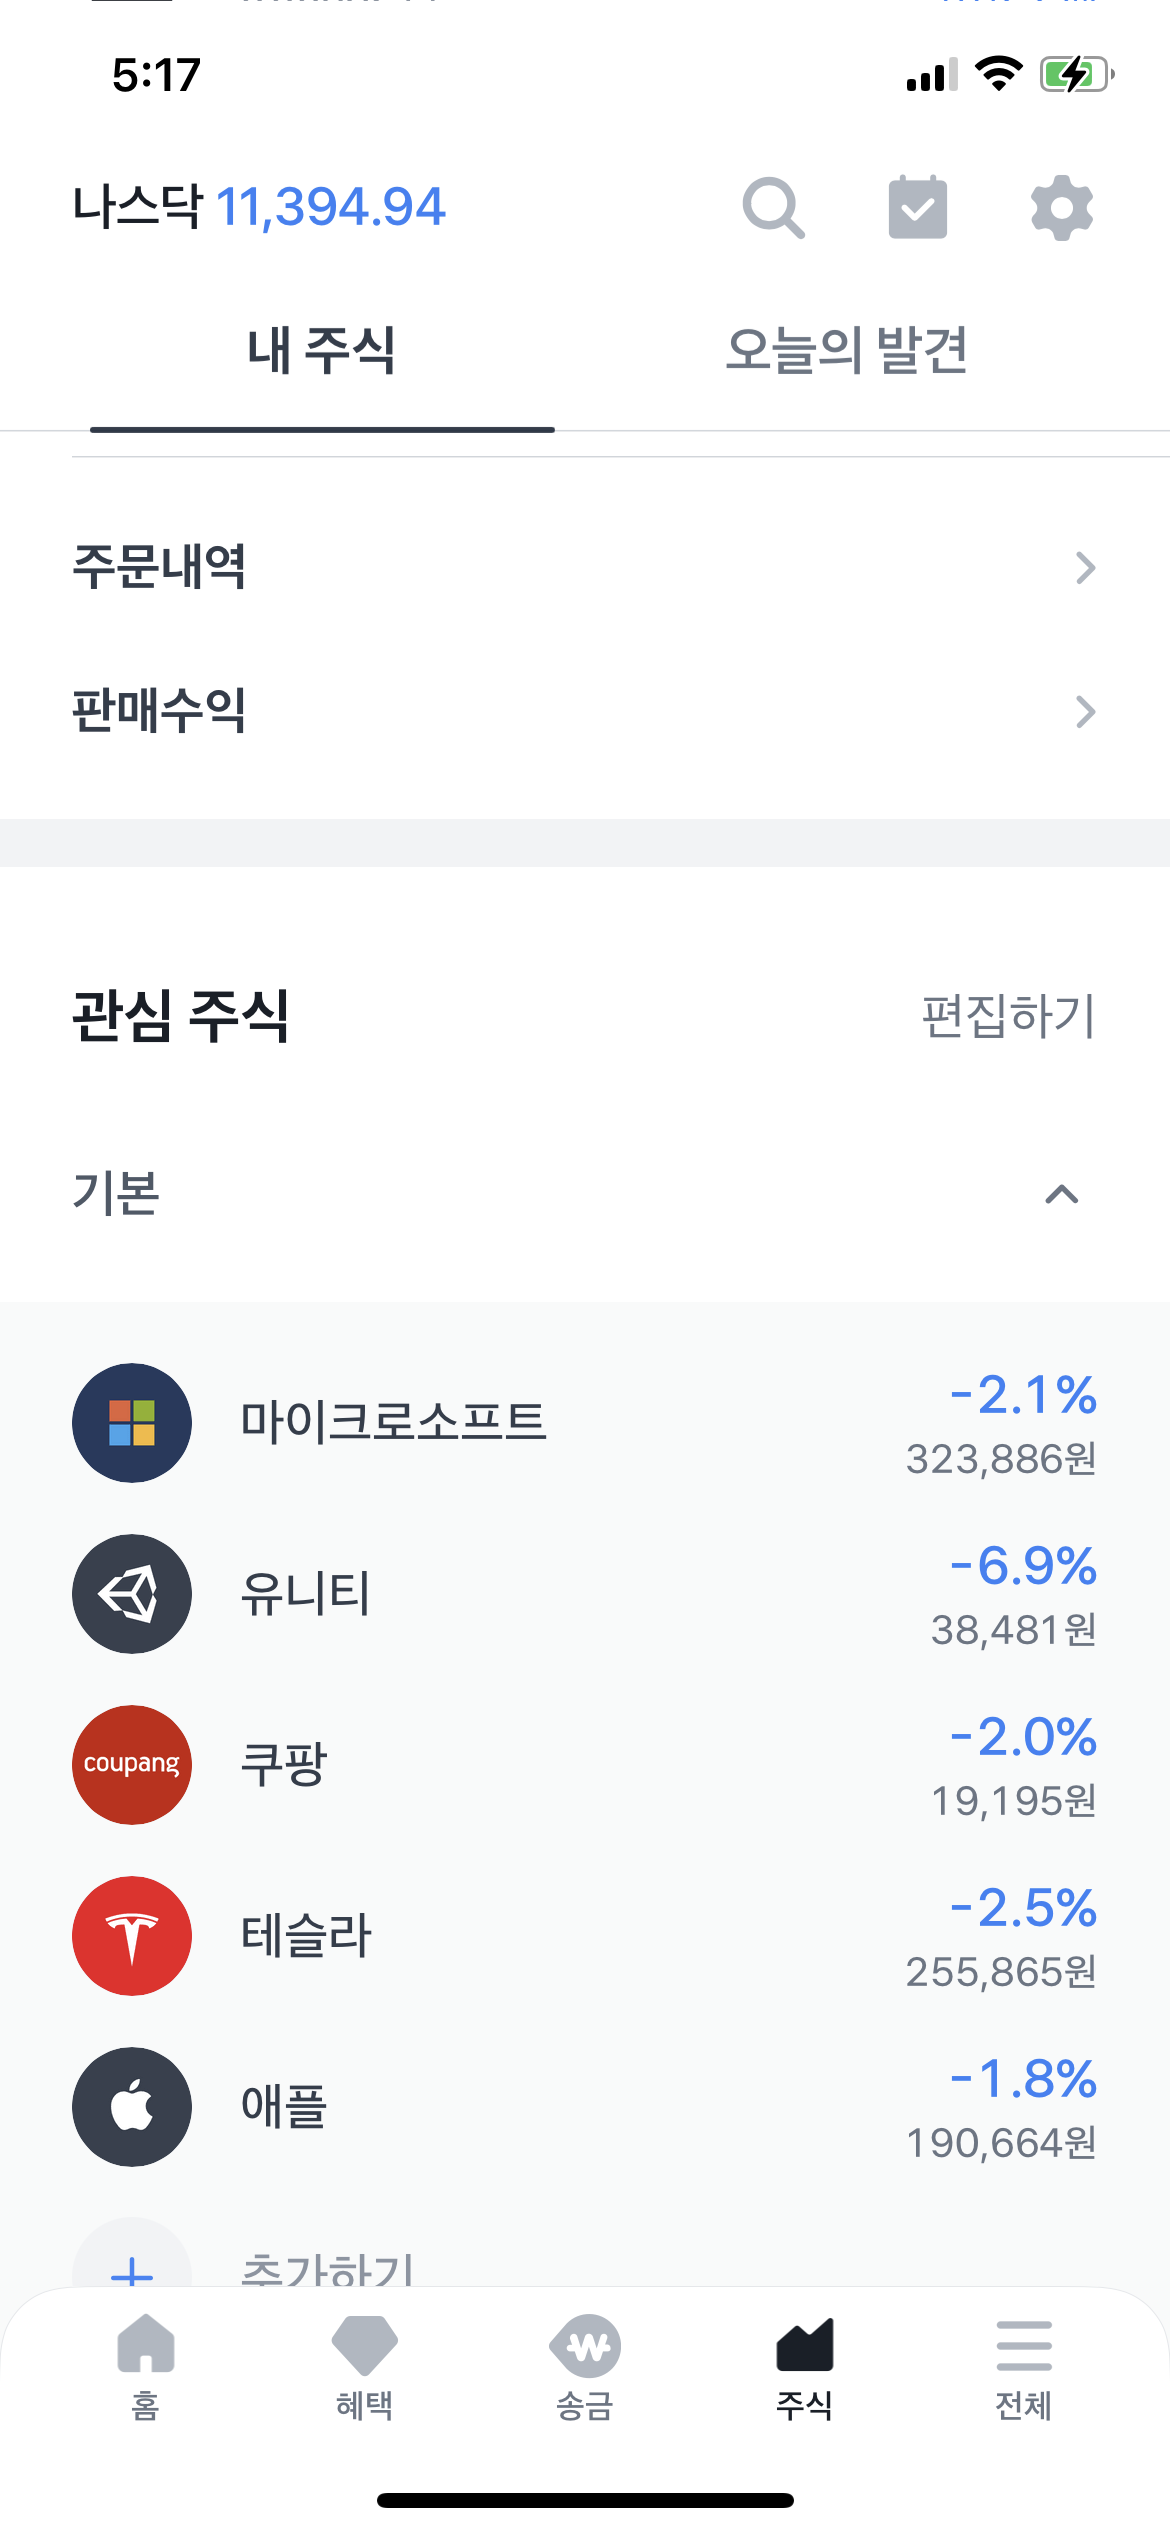 5:17
나스닥 11,394.94
내 주식
오늘의 발견
주문내역
판매수익
관심 주식
편집하기
기본
마이크로소프트
-2.1%
323,886원
유니티
-6.9%
38,481원
coupang
쿠팡
-2.0%
19,195원
테슬라
-2.5%
255,865원
애플
-1.8%
190,664원
추가하기
홈
혜택
송금
주식
전체